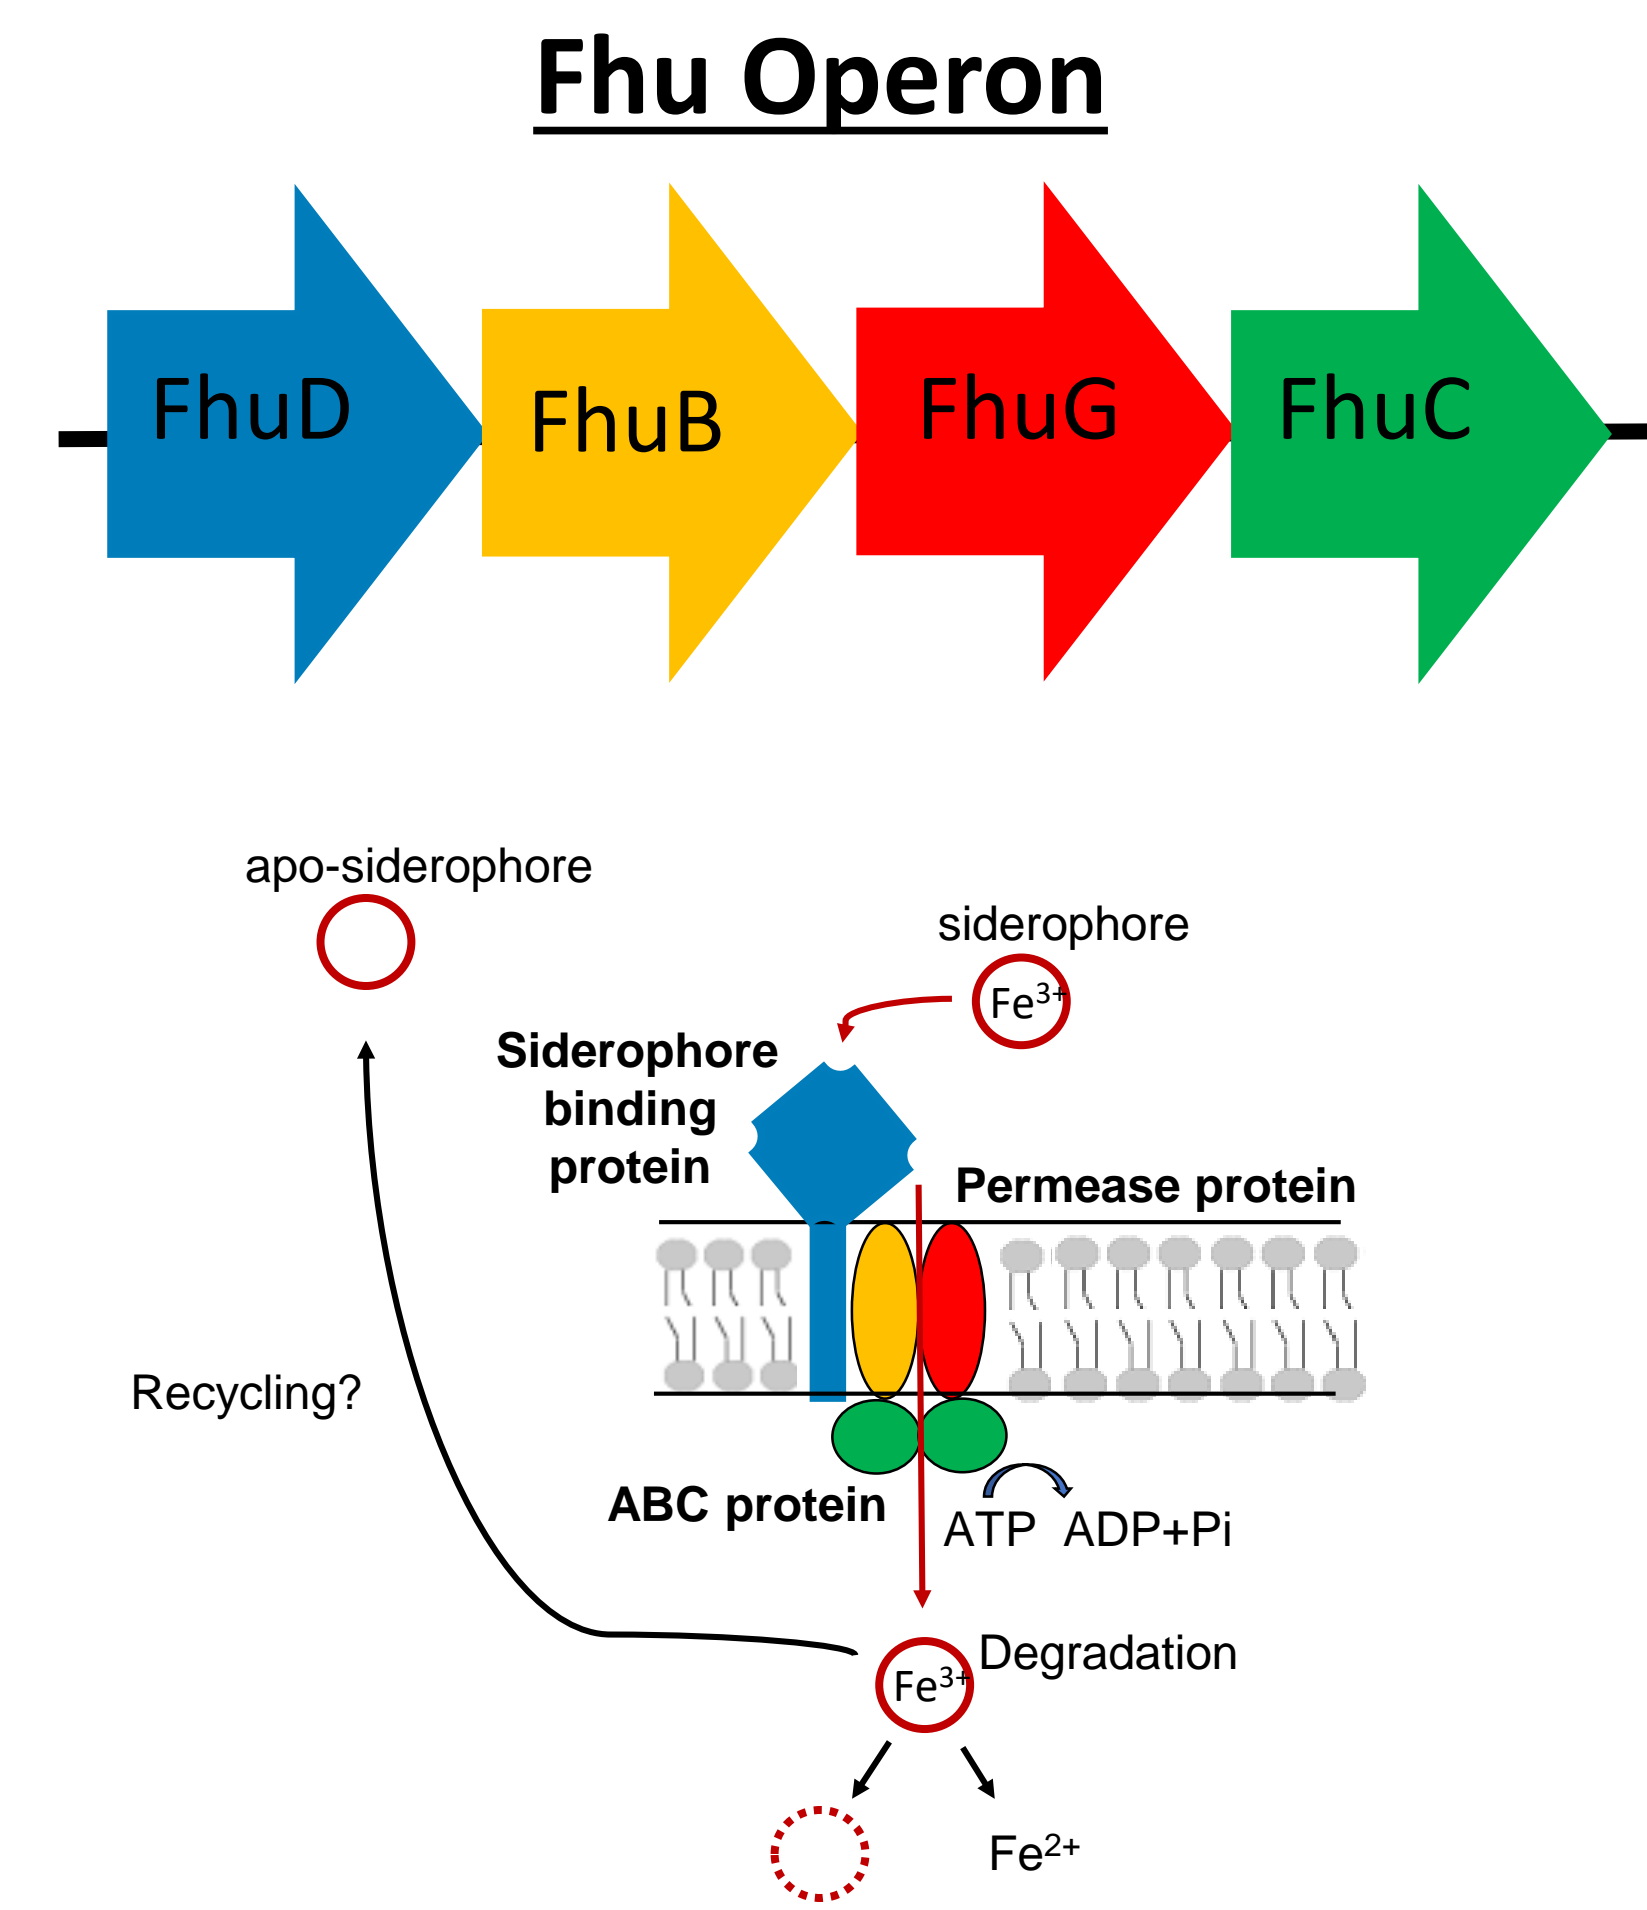 Fhu Operon
FhuD
FhuB
FhuG
FhuC
apo-siderophore
siderophore
Fe³⁺
Siderophore
binding
protein
Permease protein
Recycling?
ABC protein
ATP ADP+Pi
Degradation
Fe³⁺
Fe²⁺